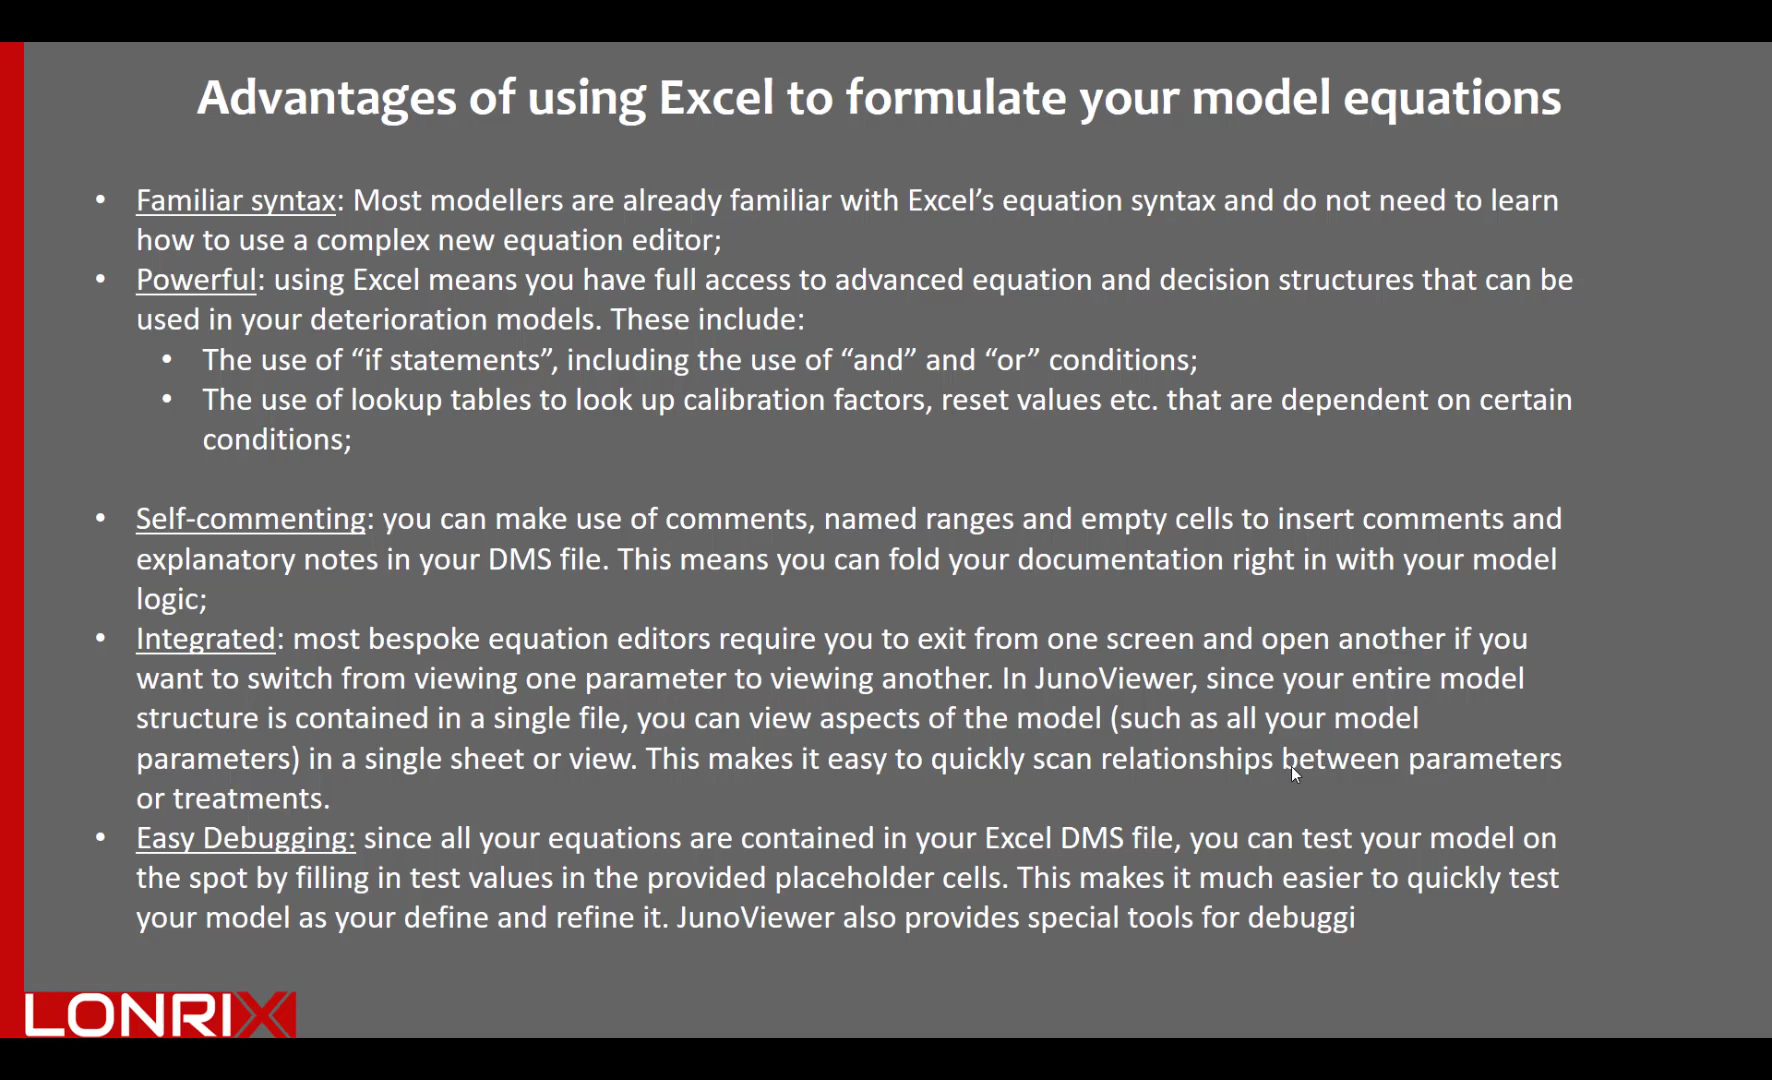 Advantages of using Excel to formulate your model equations
• Familiar syntax: Most modellers are already familiar with Excel’s equation syntax and do not need to learn
how to use a complex new equation editor;
• Powerful: using Excel means you have full access to advanced equation and decision structures that can be
used in your deterioration models. These include:
• The use of “if statements”, including the use of “and” and “or” conditions;
• The use of lookup tables to look up calibration factors, reset values etc. that are dependent on certain
conditions;
• Self-commenting: you can make use of comments, named ranges and empty cells to insert comments and
explanatory notes in your DMS file. This means you can fold your documentation right in with your model
logic;
• Integrated: most bespoke equation editors require you to exit from one screen and open another if you
want to switch from viewing one parameter to viewing another. In JunoViewer, since your entire model
structure is contained in a single file, you can view aspects of the model (such as all your model
parameters) in a single sheet or view. This makes it easy to quickly scan relationships between parameters
or treatments.
• Easy Debugging: since all your equations are contained in your Excel DMS file, you can test your model on
the spot by filling in test values in the provided placeholder cells. This makes it much easier to quickly test
your model as your define and refine it. JunoViewer also provides special tools for debuggi
LONRIX